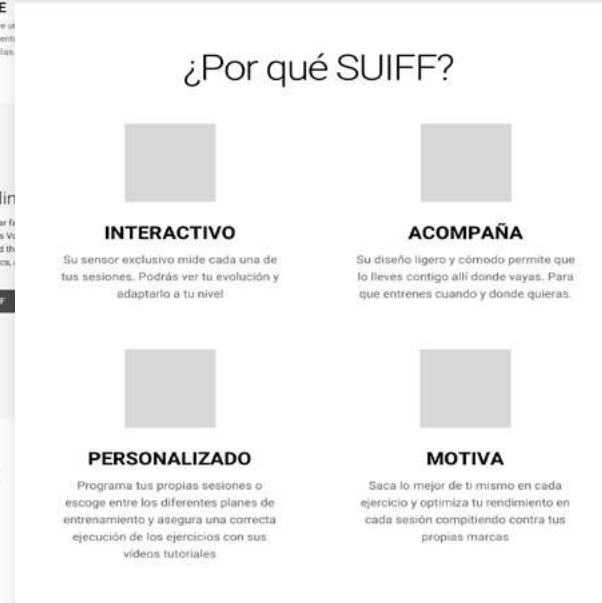 ¿Por qué SUIFF?
INTERACTIVO
Su sensor exclusivo mide cada una de
tus sesiones. Podrás ver tu evolución y
adaptarlo a tu nivel
ACOMPAÑA
Su diseño ligero y cómodo permite que
lo lleves contigo allí donde vayas. Para
que entrenes cuando y donde quieras.
PERSONALIZADO
Programa tus propias sesiones o
escoge entre los diferentes planes de
entrenamiento y asegura una correcta
ejecución de los ejercicios con sus
vídeos tutoriales
MOTIVA
Saca lo mejor de ti mismo en cada
ejercicio y optimiza tu rendimiento en
cada sesión compitiendo contra tus
propias marcas